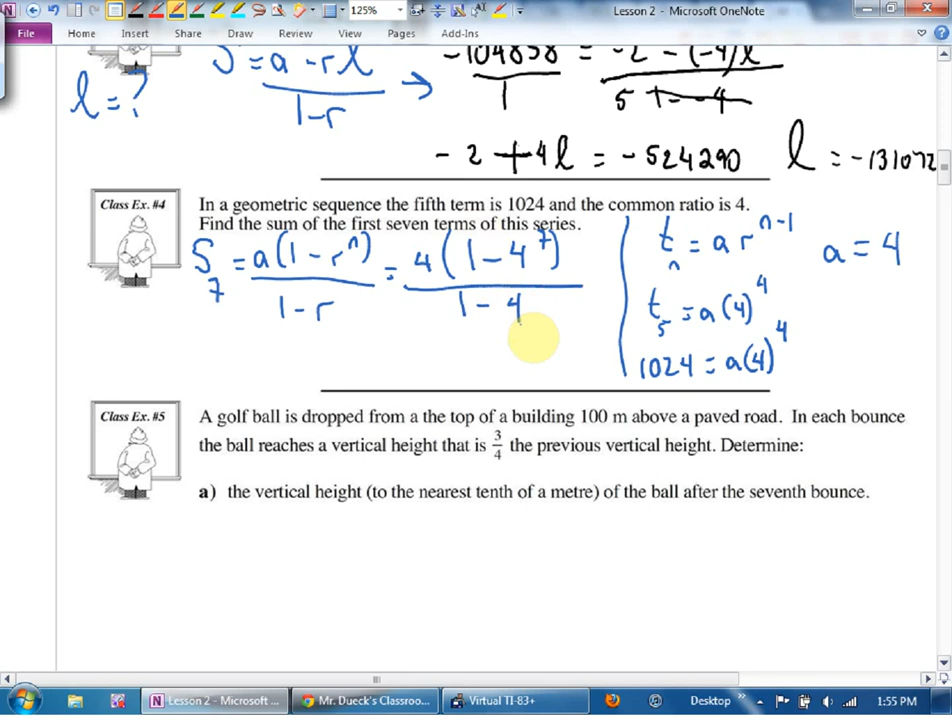 125%
Lesson 2 - Microsoft OneNote
File Home Insert Share Draw Review View Pages Add-Ins
S = a - rl / 1-r → -104858 / 1 = -2 - (-4)l / 5
l = ?
-2 + 4l = -524290 l = -131072
Class Ex. #4
In a geometric sequence the fifth term is 1024 and the common ratio is 4.
Find the sum of the first seven terms of this series.
S_7 = a(1-r^n) / 1-r = 4(1-4^7) / 1-4
t_n = a r^{n-1} a = 4
t_5 = a(4)^4
1024 = a(4)^4
Class Ex. #5
A golf ball is dropped from a the top of a building 100 m above a paved road. In each bounce
the ball reaches a vertical height that is 3/4 the previous vertical height. Determine:
a) the vertical height (to the nearest tenth of a metre) of the ball after the seventh bounce.
Lesson 2 - Microsoft ... Mr. Dueck's Classroo... Virtual TI-83+ Desktop 1:55 PM